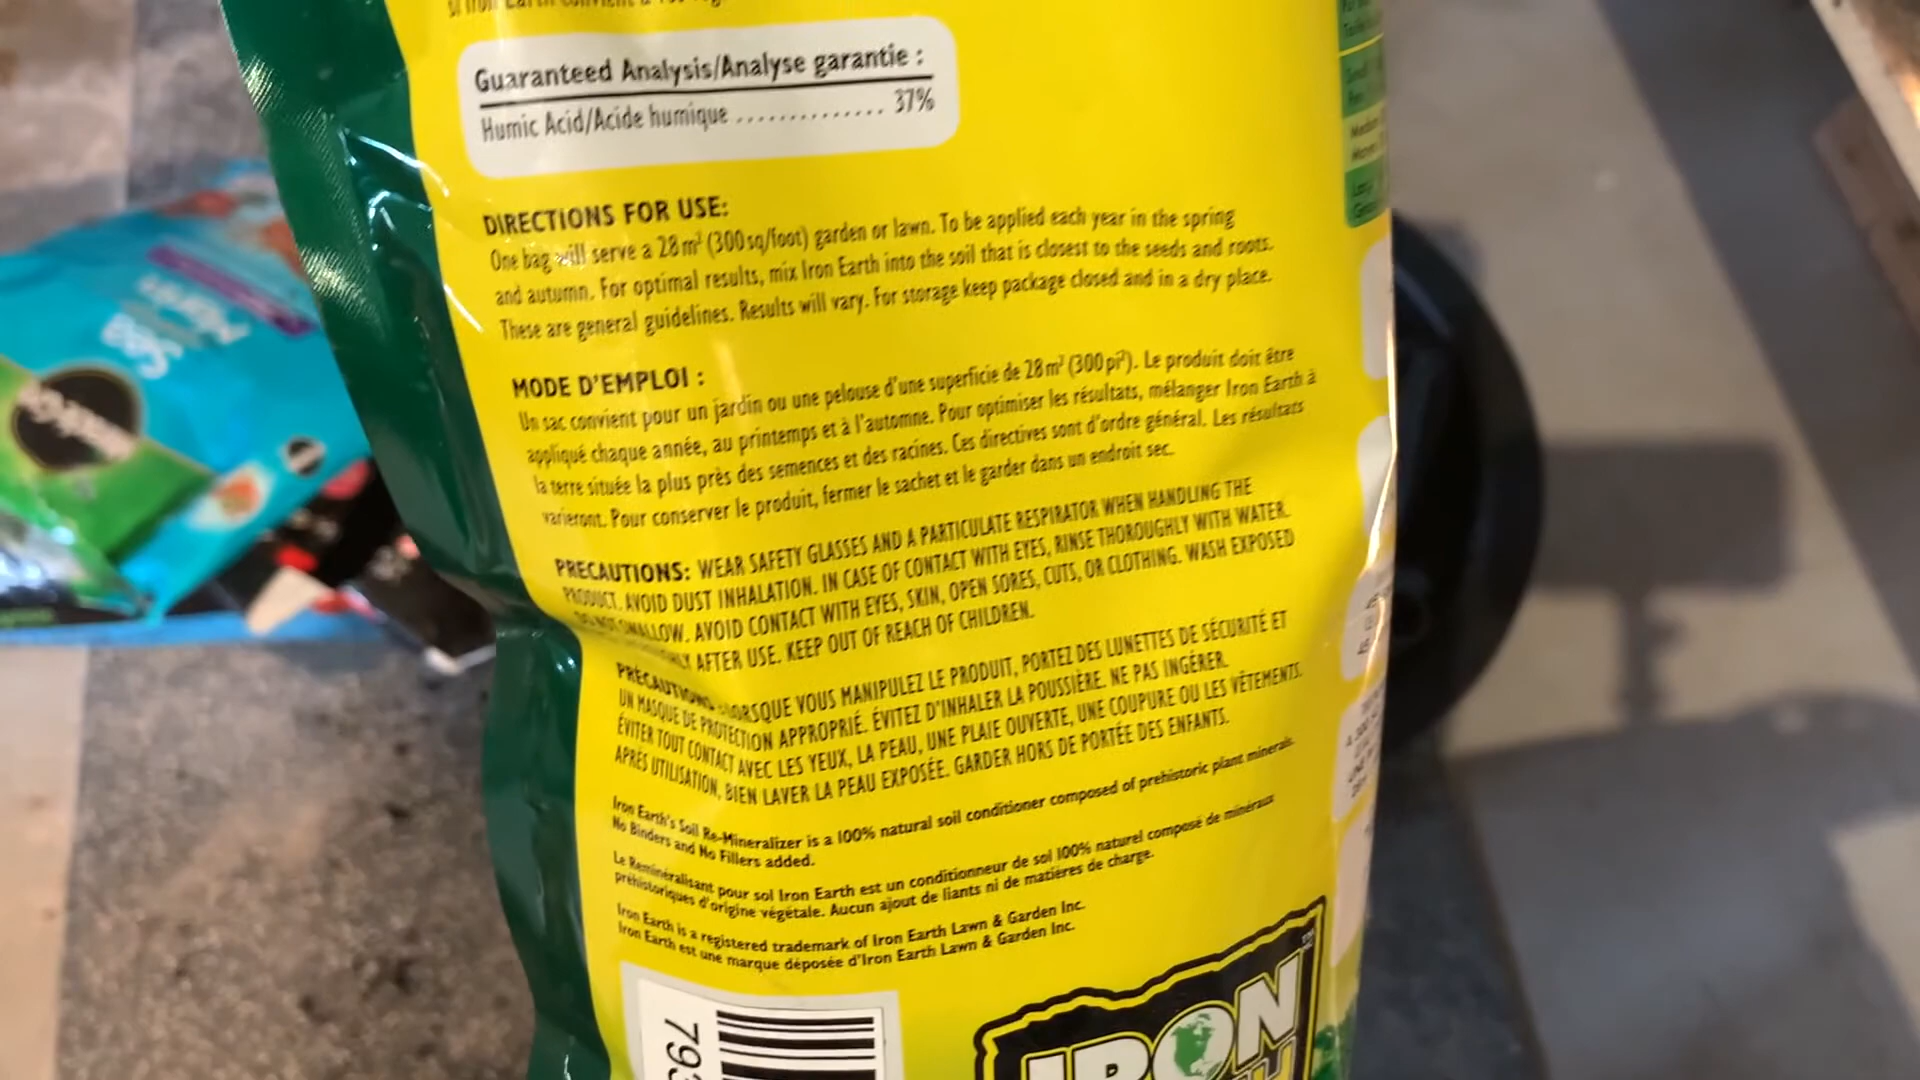 Guaranteed Analysis/Analyse garantie :
Humic Acid/Acide humique .............. 37%
DIRECTIONS FOR USE:
One bag will serve a 28 m² (300 sq/foot) garden or lawn. To be applied each year in the spring
and autumn. For optimal results, mix Iron Earth into the soil that is closest to the seeds and roots.
These are general guidelines. Results will vary. For storage keep package closed and in a dry place.
MODE D'EMPLOI :
Un sac convient pour un jardin ou une pelouse d'une superficie de 28 m² (300 pi²). Le produit doit être
appliqué chaque année, au printemps et à l'automne. Pour optimiser les résultats, mélanger Iron Earth à
la terre située la plus près des semences et des racines. Ces directives sont d'ordre général. Les résultats
varieront. Pour conserver le produit, fermer le sachet et le garder dans un endroit sec.
PRECAUTIONS: WEAR SAFETY GLASSES AND A PARTICULATE RESPIRATOR WHEN HANDLING THE
PRODUCT. AVOID DUST INHALATION. IN CASE OF CONTACT WITH EYES, RINSE THOROUGHLY WITH WATER.
DO NOT SWALLOW. AVOID CONTACT WITH EYES, SKIN, OPEN SORES, CUTS, OR CLOTHING. WASH EXPOSED
AFTER USE. KEEP OUT OF REACH OF CHILDREN.
PRÉCAUTIONS : LORSQUE VOUS MANIPULEZ LE PRODUIT, PORTEZ DES LUNETTES DE SÉCURITÉ ET
UN MASQUE DE PROTECTION APPROPRIÉ. ÉVITEZ D'INHALER LA POUSSIÈRE. NE PAS INGÉRER.
ÉVITER TOUT CONTACT AVEC LES YEUX, LA PEAU, UNE PLAIE OUVERTE, UNE COUPURE OU LES VÊTEMENTS.
APRÈS UTILISATION, BIEN LAVER LA PEAU EXPOSÉE. GARDER HORS DE PORTÉE DES ENFANTS.
Iron Earth's Soil Re-Mineralizer is a 100% natural soil conditioner composed of prehistoric plant minerals.
No Binders and No Fillers added.
Le Reminéralisant pour sol Iron Earth est un conditionneur de sol 100% naturel composé de minéraux
préhistoriques d'origine végétale. Aucun ajout de liants ni de matières de charge.
Iron Earth is a registered trademark of Iron Earth Lawn & Garden Inc.
Iron Earth est une marque déposée d'Iron Earth Lawn & Garden Inc.
IRON